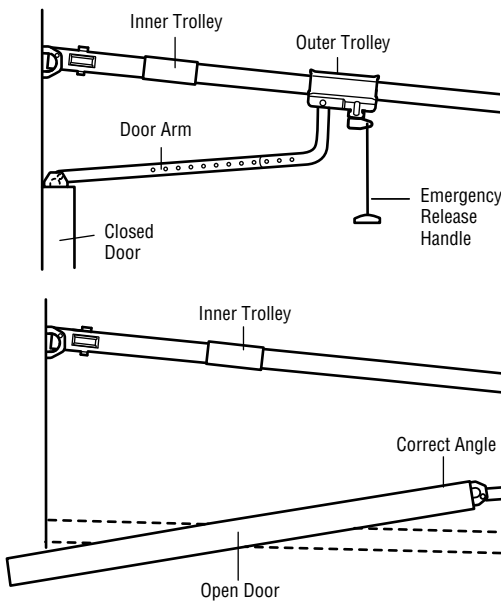 Inner Trolley
Outer Trolley
Door Arm
Emergency
Release
Handle
Closed
Door
Inner Trolley
Correct Angle
Open Door